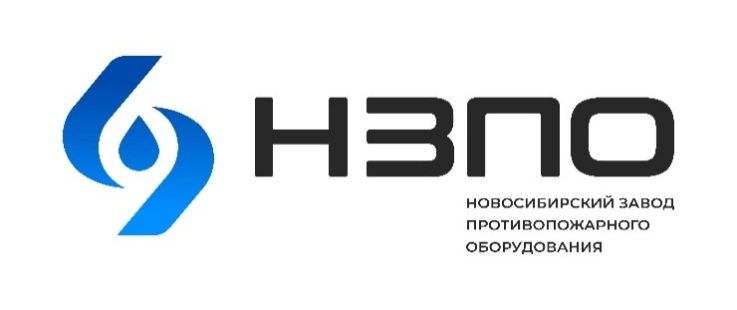 НЗПО
НОВОСИБИРСКИЙ ЗАВОД
ПРОТИВОПОЖАРНОГО
ОБОРУДОВАНИЯ